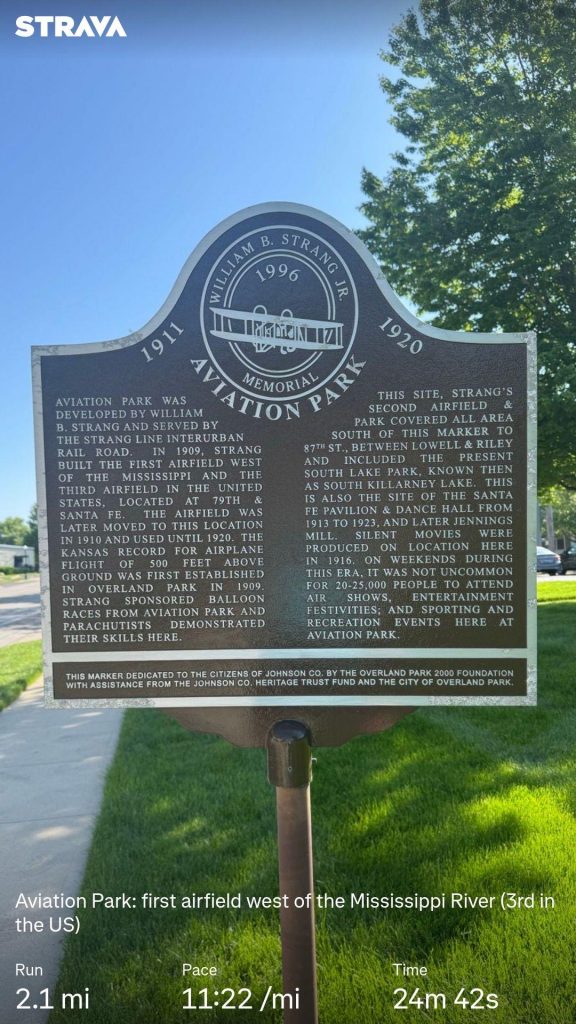 STRAVA
WILLIAM B. STRANG JR.
1996
MEMORIAL
1911
1920
AVIATION PARK
AVIATION PARK WAS
DEVELOPED BY WILLIAM
B. STRANG AND SERVED BY
THE STRANG LINE INTERURBAN
RAIL ROAD. IN 1909, STRANG
BUILT THE FIRST AIRFIELD WEST
OF THE MISSISSIPPI AND THE
THIRD AIRFIELD IN THE UNITED
STATES, LOCATED AT 79TH &
SANTA FE. THE AIRFIELD WAS
LATER MOVED TO THIS LOCATION
IN 1910 AND USED UNTIL 1920. THE
KANSAS RECORD FOR AIRPLANE
FLIGHT OF 500 FEET ABOVE
GROUND WAS FIRST ESTABLISHED
IN OVERLAND PARK IN 1909.
STRANG SPONSORED BALLOON
RACES FROM AVIATION PARK AND
PARACHUTISTS DEMONSTRATED
THEIR SKILLS HERE.
THIS SITE, STRANG'S
SECOND AIRFIELD &
PARK COVERED ALL AREA
SOUTH OF THIS MARKER TO
87TH ST., BETWEEN LOWELL & RILEY
AND INCLUDED THE PRESENT
SOUTH LAKE PARK, KNOWN THEN
AS SOUTH KILLARNEY LAKE. THIS
IS ALSO THE SITE OF THE SANTA
FE PAVILION & DANCE HALL FROM
1913 TO 1923, AND LATER JENNINGS
MILL. SILENT MOVIES WERE
PRODUCED ON LOCATION HERE
IN 1916. ON WEEKENDS DURING
THIS ERA, IT WAS NOT UNCOMMON
FOR 20-25,000 PEOPLE TO ATTEND
AIR SHOWS, ENTERTAINMENT
FESTIVITIES; AND SPORTING AND
RECREATION EVENTS HERE AT
AVIATION PARK.
THIS MARKER DEDICATED TO THE CITIZENS OF JOHNSON CO. BY THE OVERLAND PARK 2000 FOUNDATION
WITH ASSISTANCE FROM THE JOHNSON CO. HERITAGE TRUST FUND AND THE CITY OF OVERLAND PARK.
Aviation Park: first airfield west of the Mississippi River (3rd in
the US)
Run Pace Time
2.1 mi 11:22 /mi 24m 42s